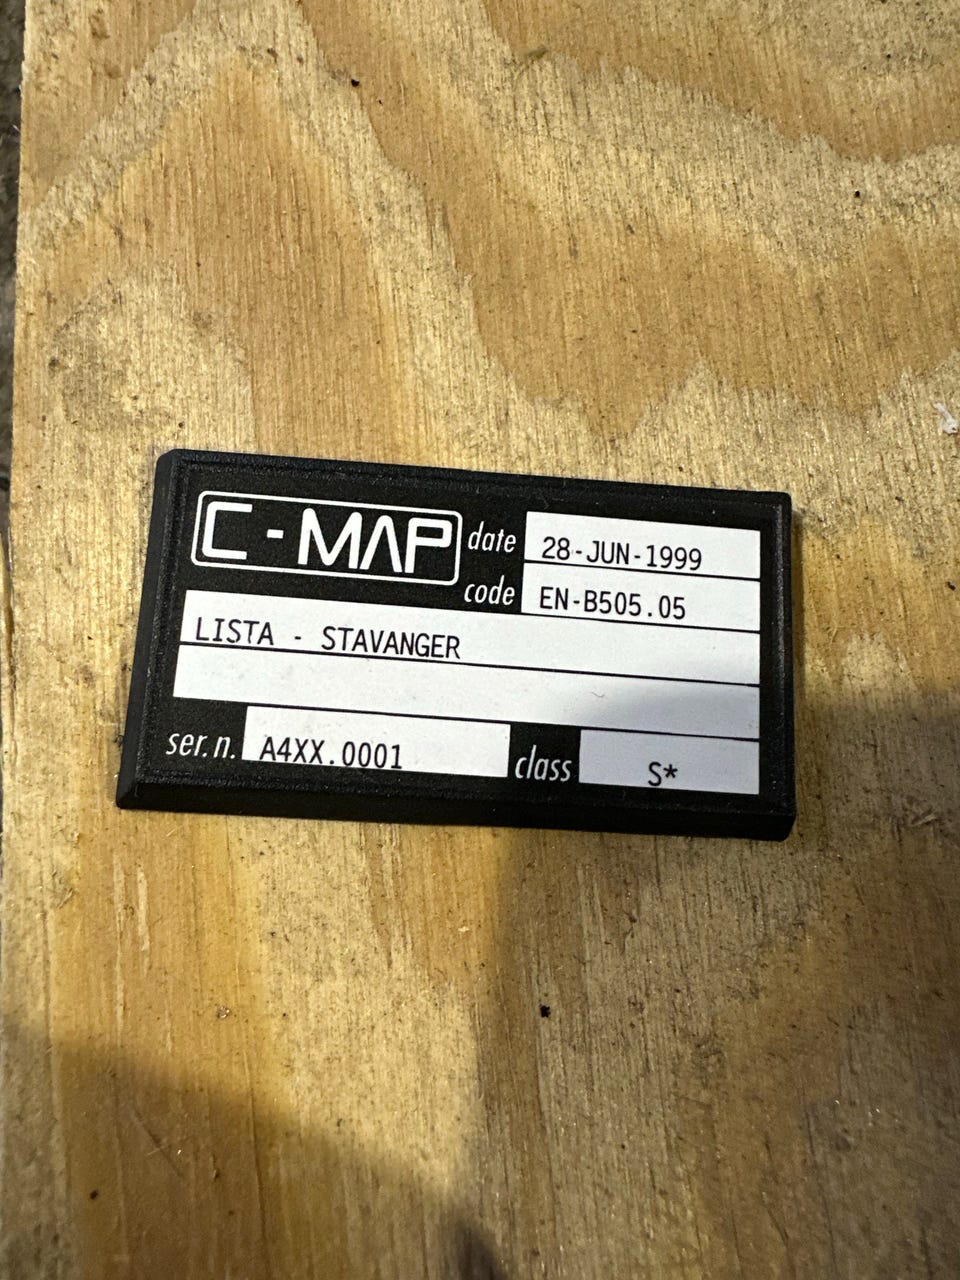 C-MAP date 28-JUN-1999
code EN-B505.05
LISTA - STAVANGER
ser.n. A4XX.0001 class S*